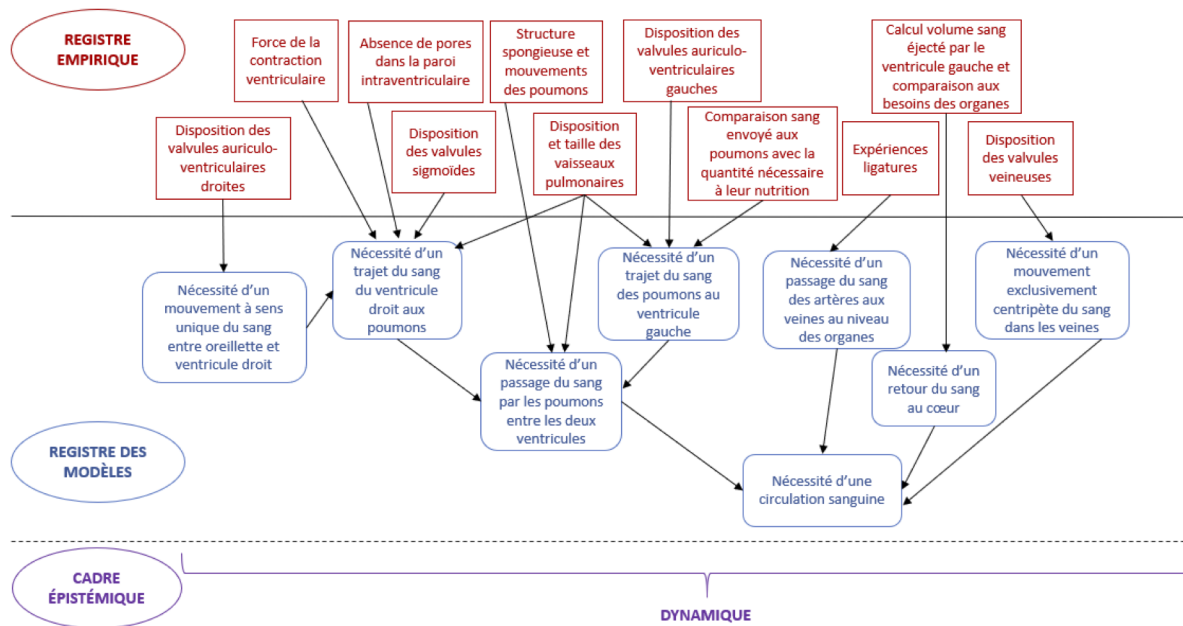 REGISTRE
EMPIRIQUE
Force de la
contraction
ventriculaire
Absence de pores
dans la paroi
intraventriculaire
Structure
spongieuse et
mouvements
des poumons
Disposition des
valvules auriculo-
ventriculaires
gauches
Calcul volume sang
éjecté par le
ventricule gauche et
comparaison aux
besoins des organes
Disposition des
valvules auriculo-
ventriculaires
droites
Disposition
des valvules
sigmoïdes
Disposition
et taille des
vaisseaux
pulmonaires
Comparaison sang
envoyé aux
poumons avec la
quantité nécessaire
à leur nutrition
Expériences
ligatures
Disposition
des valvules
veineuses
Nécessité d’un
mouvement à sens
unique du sang
entre oreillette et
ventricule droit
Nécessité d’un
trajet du sang
du ventricule
droit aux
poumons
Nécessité d’un
trajet du sang
des poumons au
ventricule
gauche
Nécessité d’un
passage du sang
des artères aux
veines au niveau
des organes
Nécessité d’un
mouvement
exclusivement
centripète du sang
dans les veines
Nécessité d’un
passage du sang
par les poumons
entre les deux
ventricules
Nécessité d’un
retour du sang
au cœur
REGISTRE DES
MODÈLES
Nécessité d’une
circulation sanguine
CADRE
ÉPISTÉMIQUE
DYNAMIQUE